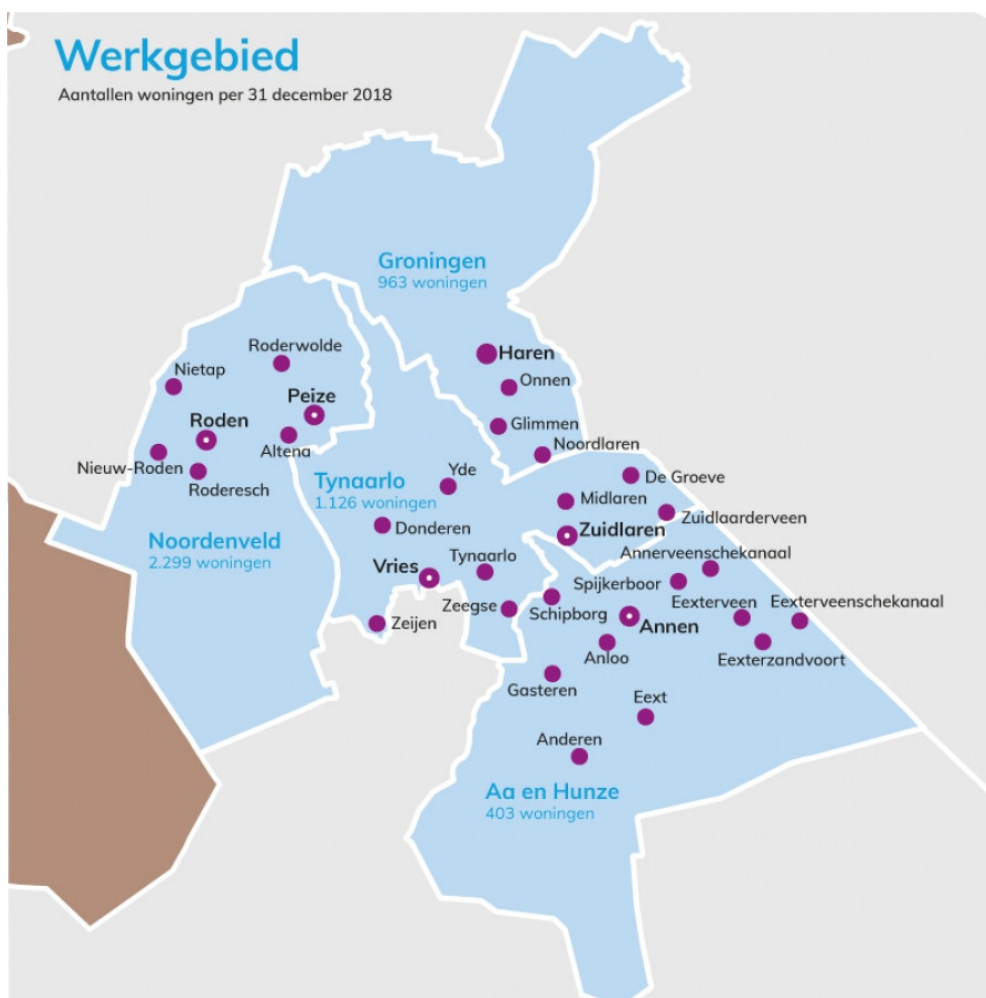 Werkgebied
Aantallen woningen per 31 december 2018
Groningen
963 woningen
Haren
Onnen
Glimmen
Noordlaren
Roderwolde
Nietap
Peize
Roden
Altena
Nieuw-Roden
Roderesch
Noordenveld
2.299 woningen
Tynaarlo
1.126 woningen
Yde
Donderen
Vries
Tynaarlo
Zeegse
Zeijen
De Groeve
Midlaren
Zuidlaarderveen
Zuidlaren
Annerveenschekanaal
Spijkerboor
Schipborg
Eexterveen
Eexterveenschekanaal
Annen
Anloo
Eexterzandvoort
Gasteren
Eext
Anderen
Aa en Hunze
403 woningen